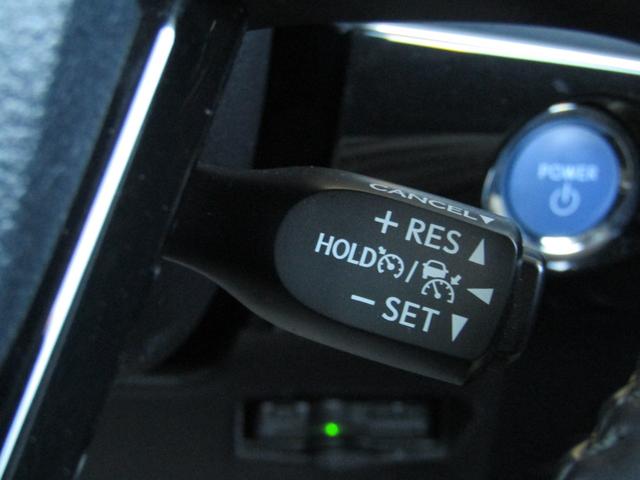 CANCEL
+ RES
HOLD /
− SET
POWER